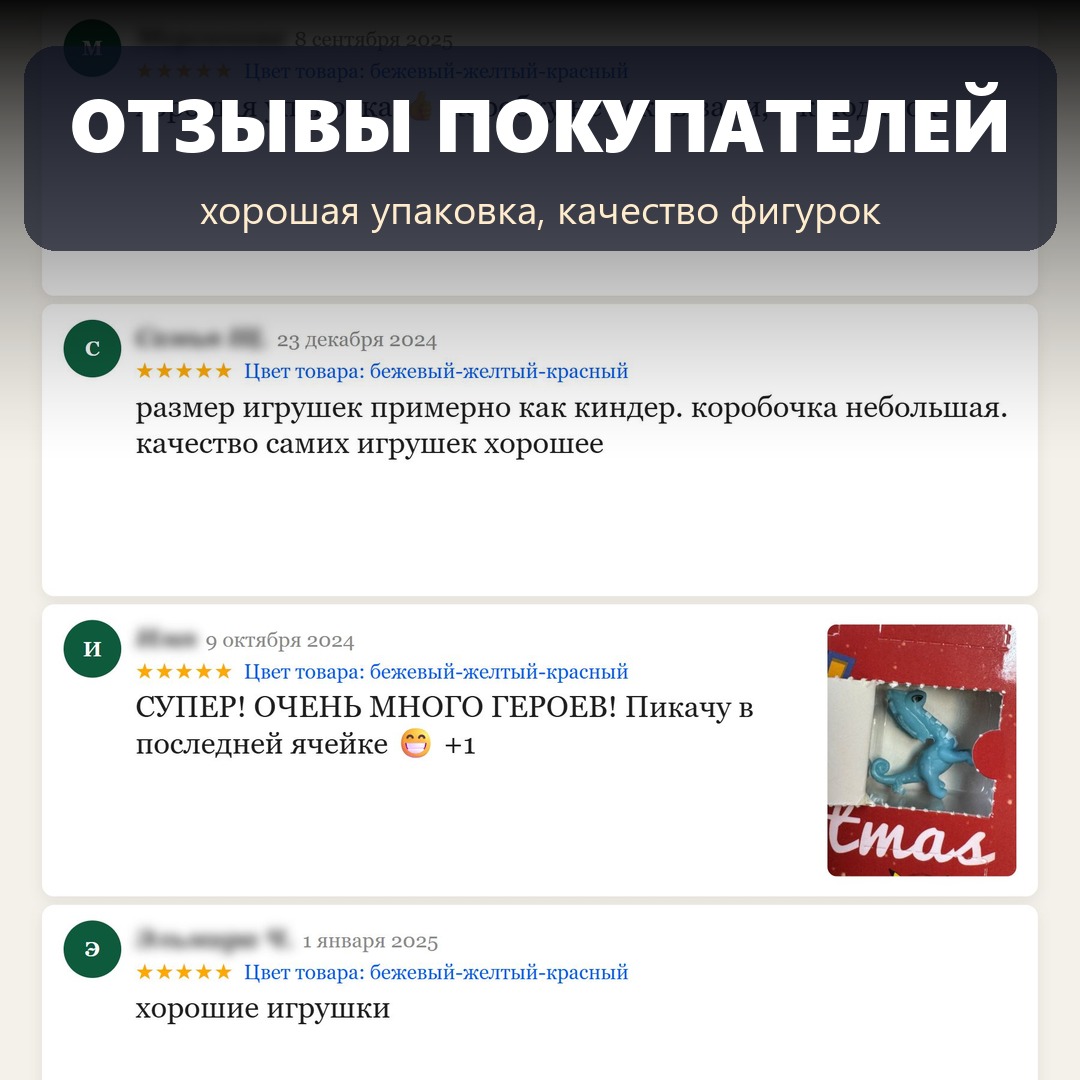 М
8 сентября 2025
★★★★★ Цвет товара: бежевый-желтый-красный
ОТЗЫВЫ ПОКУПАТЕЛЕЙ
хорошая упаковка, качество фигурок
С
23 декабря 2024
★★★★★ Цвет товара: бежевый-желтый-красный
размер игрушек примерно как киндер. коробочка небольшая.
качество самих игрушек хорошее
И
9 октября 2024
★★★★★ Цвет товара: бежевый-желтый-красный
СУПЕР! ОЧЕНЬ МНОГО ГЕРОЕВ! Пикачу в
последней ячейке 😁 +1
tmas
Э
1 января 2025
★★★★★ Цвет товара: бежевый-желтый-красный
хорошие игрушки